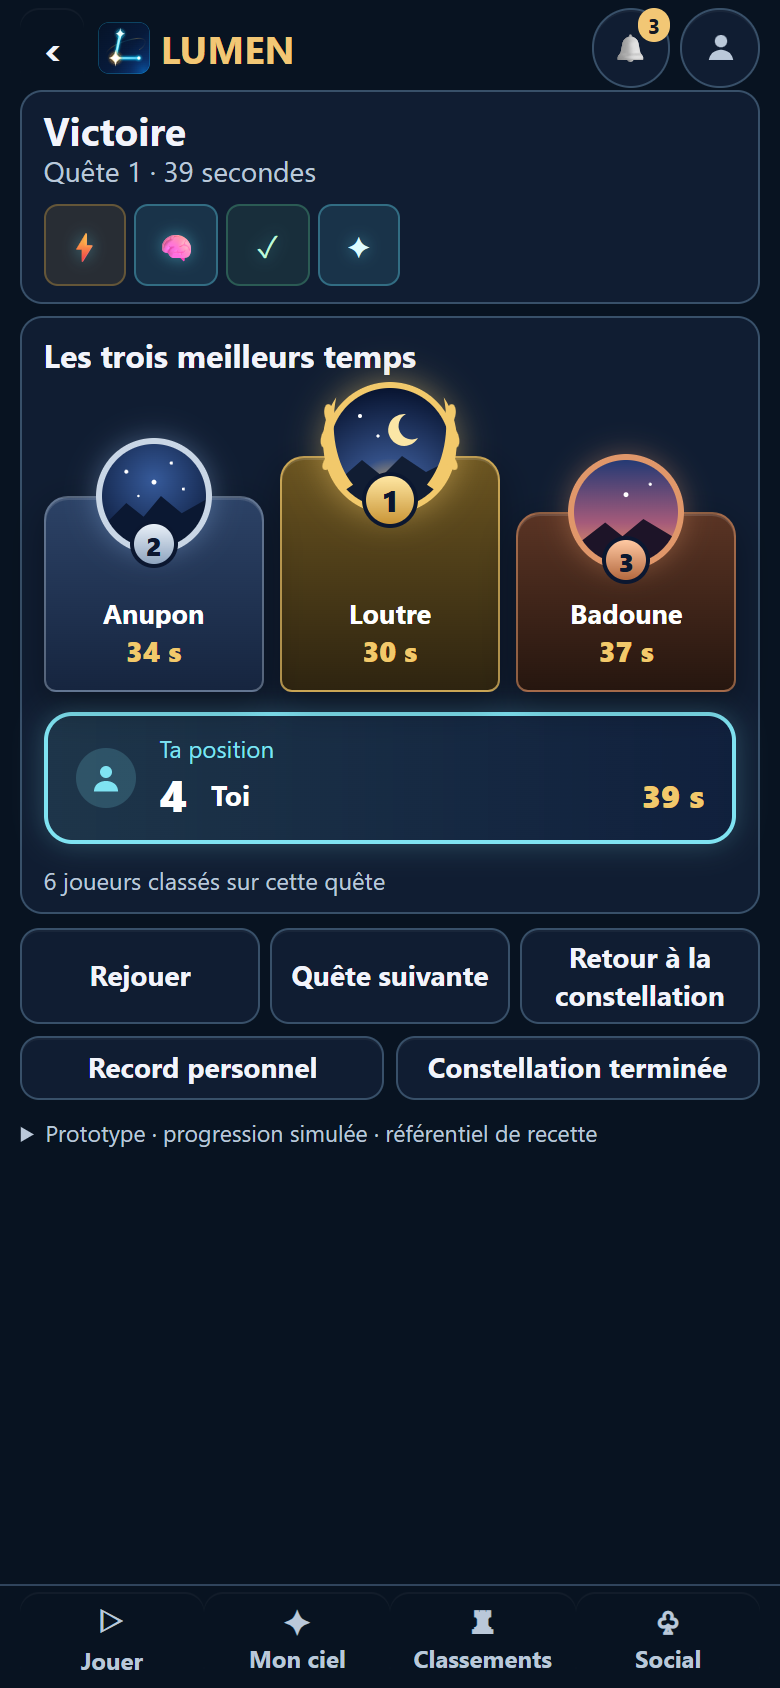 LUMEN
3
Victoire
Quête 1 · 39 secondes
Les trois meilleurs temps
2
Anupon
34 s
1
Loutre
30 s
3
Badoune
37 s
Ta position
4 Toi 39 s
6 joueurs classés sur cette quête
Rejouer
Quête suivante
Retour à la
constellation
Record personnel
Constellation terminée
Prototype · progression simulée · référentiel de recette
Jouer
Mon ciel
Classements
Social